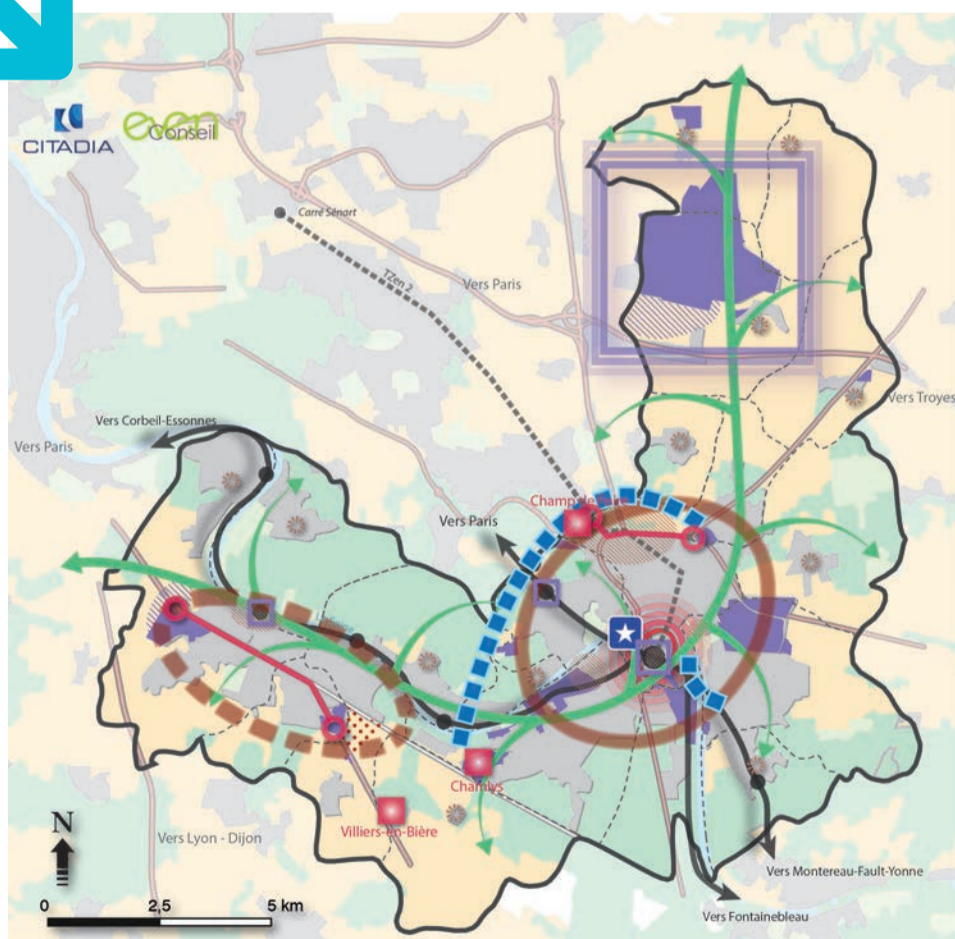 CITADIA
even
Conseil
Carré Sénart
TZen 2
Vers Paris
Vers Troyes
Vers Corbeil-Essonnes
Vers Paris
Vers Paris
Chamlys
Villiers-en-Bière
N
Vers Lyon - Dijon
Vers Montereau-Fault-Yonne
0 2,5 5 km
Vers Fontainebleau